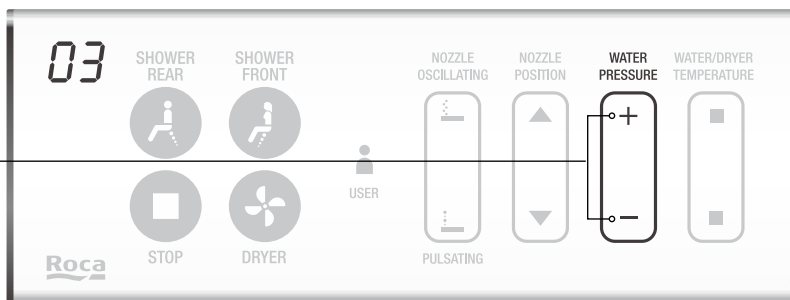 03
SHOWER
REAR
SHOWER
FRONT
NOZZLE
OSCILLATING
NOZZLE
POSITION
WATER
PRESSURE
WATER/DRYER
TEMPERATURE
+
USER
−
STOP
DRYER
PULSATING
Roca